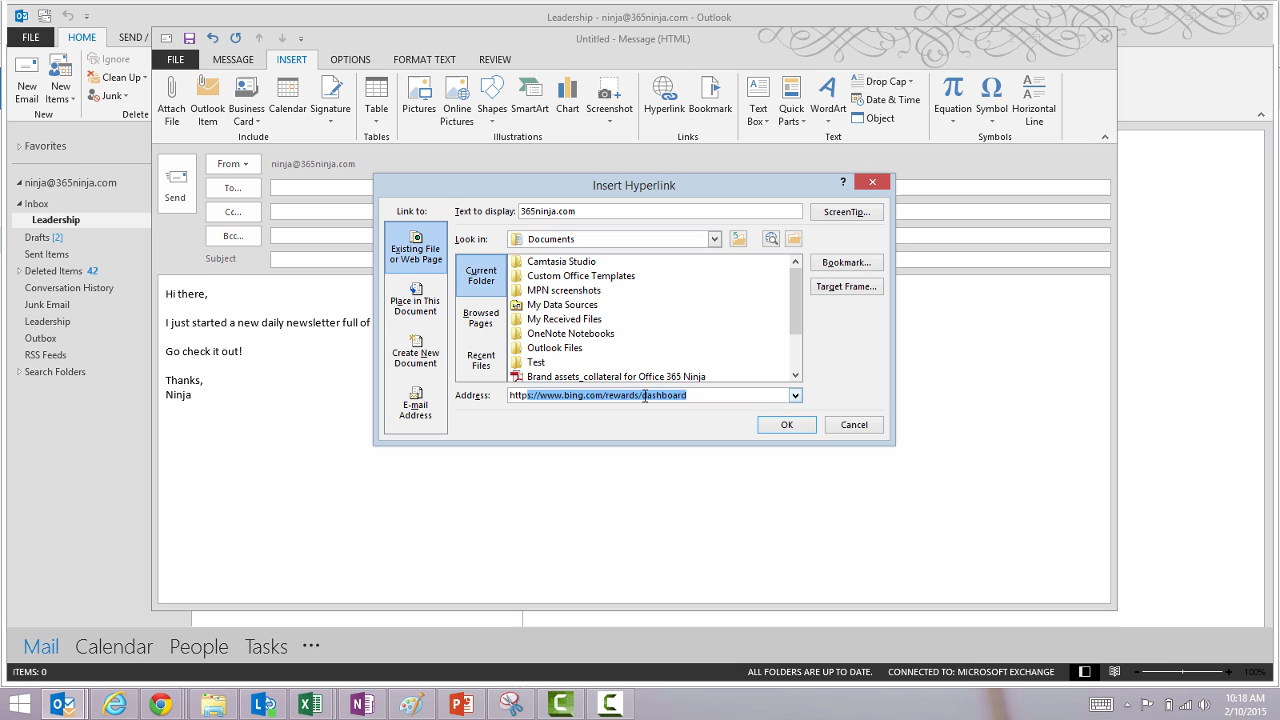 Leadership - ninja@365ninja.com - Outlook
FILE
HOME
SEND /
Untitled - Message (HTML)
FILE
MESSAGE
INSERT
OPTIONS
FORMAT TEXT
REVIEW
New
Email
New
Items
Ignore
Clean Up
Junk
New
Delete
Attach
File
Outlook
Item
Business
Card
Calendar
Signature
Include
Table
Tables
Pictures
Online
Pictures
Shapes
SmartArt
Chart
Screenshot
Illustrations
Hyperlink
Bookmark
Links
Text
Box
Quick
Parts
WordArt
Drop Cap
Date & Time
Object
Text
Equation
Symbol
Horizontal
Line
Symbols
Favorites
ninja@365ninja.com
Inbox
Leadership
Drafts [2]
Sent Items
Deleted Items 42
Conversation History
Junk Email
Leadership
Outbox
RSS Feeds
Search Folders
Send
From
ninja@365ninja.com
To...
Cc...
Bcc...
Subject
Hi there,
I just started a new daily newsletter full of
Go check it out!
Thanks,
Ninja
Insert Hyperlink
?
Link to:
Text to display: 365ninja.com
ScreenTip...
Existing File
or Web Page
Place in This
Document
Create New
Document
E-mail
Address
Look in:
Documents
Current
Folder
Browsed
Pages
Recent
Files
Camtasia Studio
Custom Office Templates
MPN screenshots
My Data Sources
My Received Files
OneNote Notebooks
Outlook Files
Test
Brand assets_collateral for Office 365 Ninja
Bookmark...
Target Frame...
Address: https://www.bing.com/rewards/dashboard
OK
Cancel
Mail Calendar People Tasks •••
ITEMS: 0
ALL FOLDERS ARE UP TO DATE.
CONNECTED TO: MICROSOFT EXCHANGE
100%
10:18 AM
2/10/2015